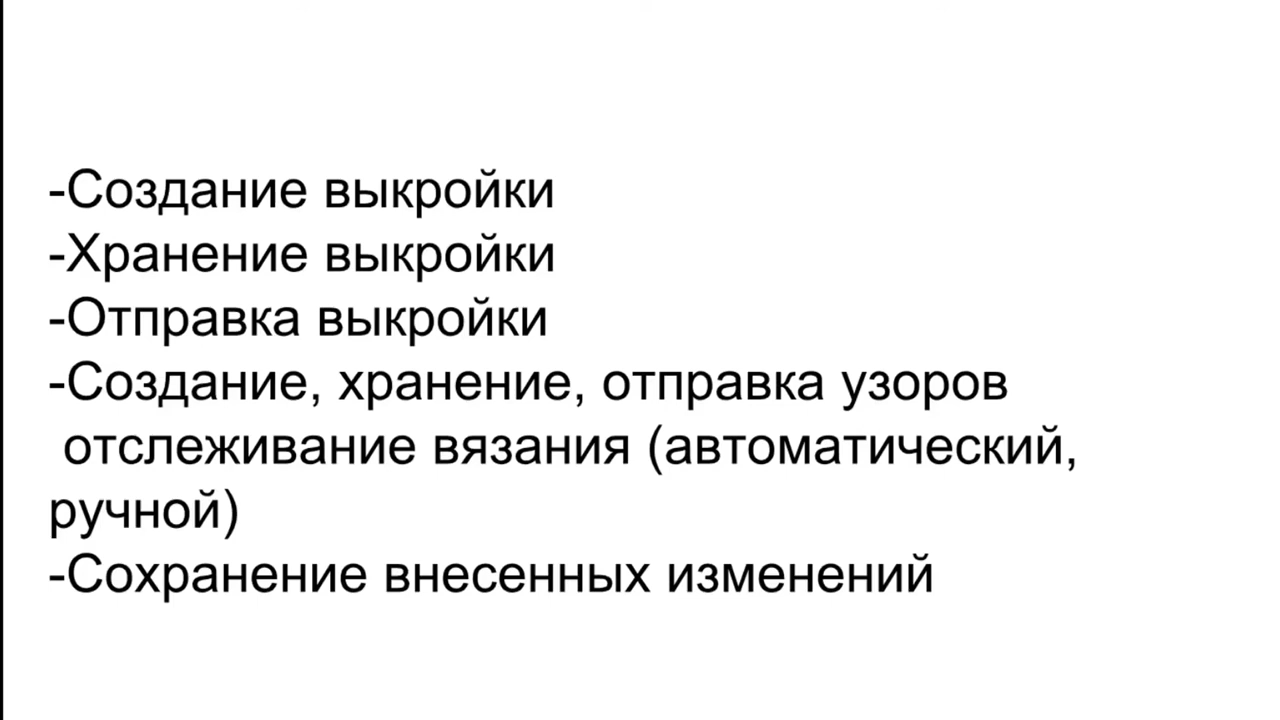 -Создание выкройки
-Хранение выкройки
-Отправка выкройки
-Создание, хранение, отправка узоров
отслеживание вязания (автоматический,
ручной)
-Сохранение внесенных изменений